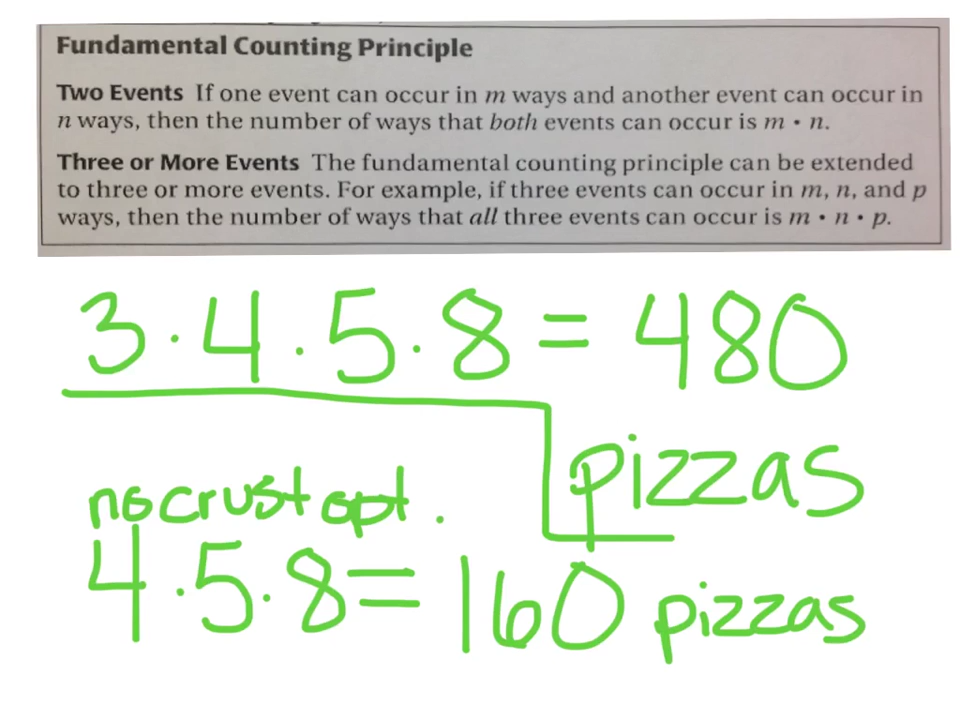 Fundamental Counting Principle
Two Events If one event can occur in m ways and another event can occur in
n ways, then the number of ways that both events can occur is m • n.
Three or More Events The fundamental counting principle can be extended
to three or more events. For example, if three events can occur in m, n, and p
ways, then the number of ways that all three events can occur is m • n • p.
3 · 4 . 5 . 8 = 480
pizzas
no crust opt.
4 · 5 · 8 = 160 pizzas